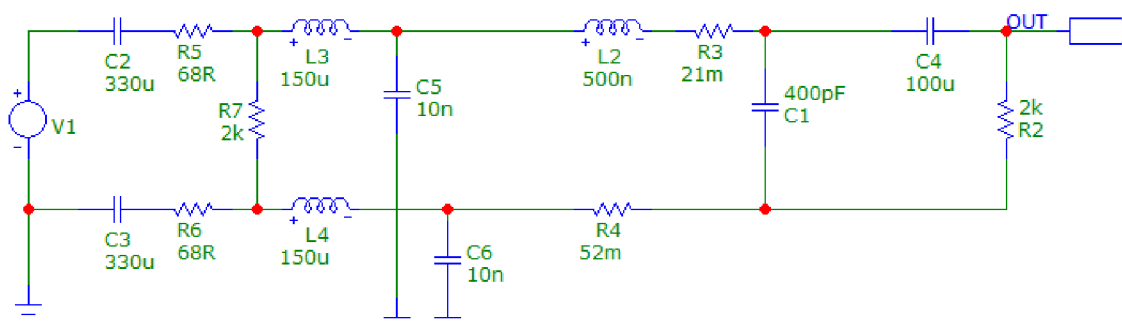 OUT
C2
330u
R5
68R
L3
150u
+
-
L2
500n
+
-
R3
21m
C4
100u
V1
+
-
R7
2k
C5
10n
400pF
C1
2k
R2
C3
330u
R6
68R
L4
150u
+
-
C6
10n
R4
52m